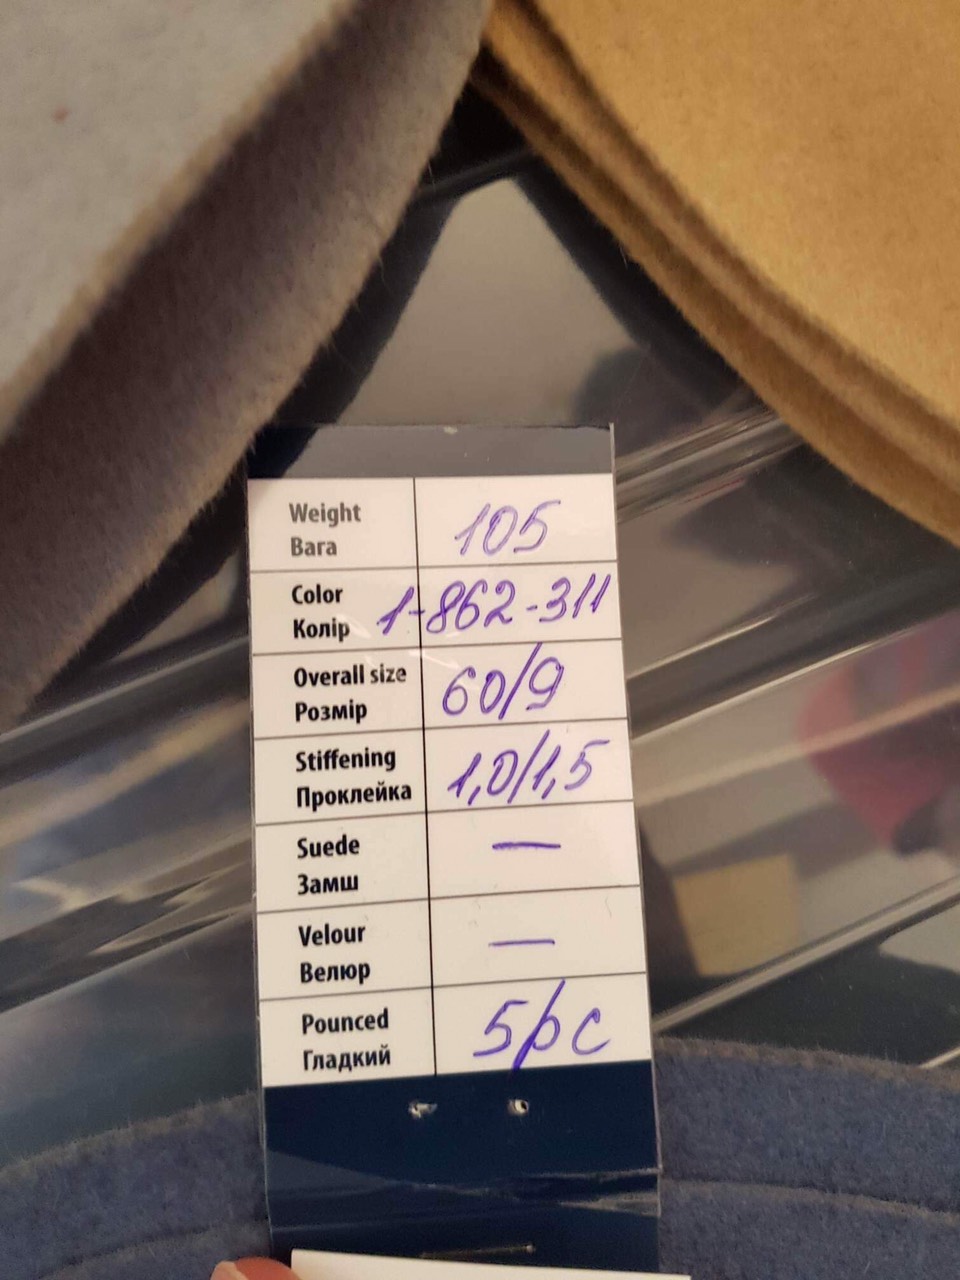 Weight
Вага
105
Color
Колір
1-862-311
Overall size
Розмір
60/9
Stiffening
Проклейка
1,0/1,5
Suede
Замш
—
Velour
Велюр
—
Pounced
Гладкий
5pc